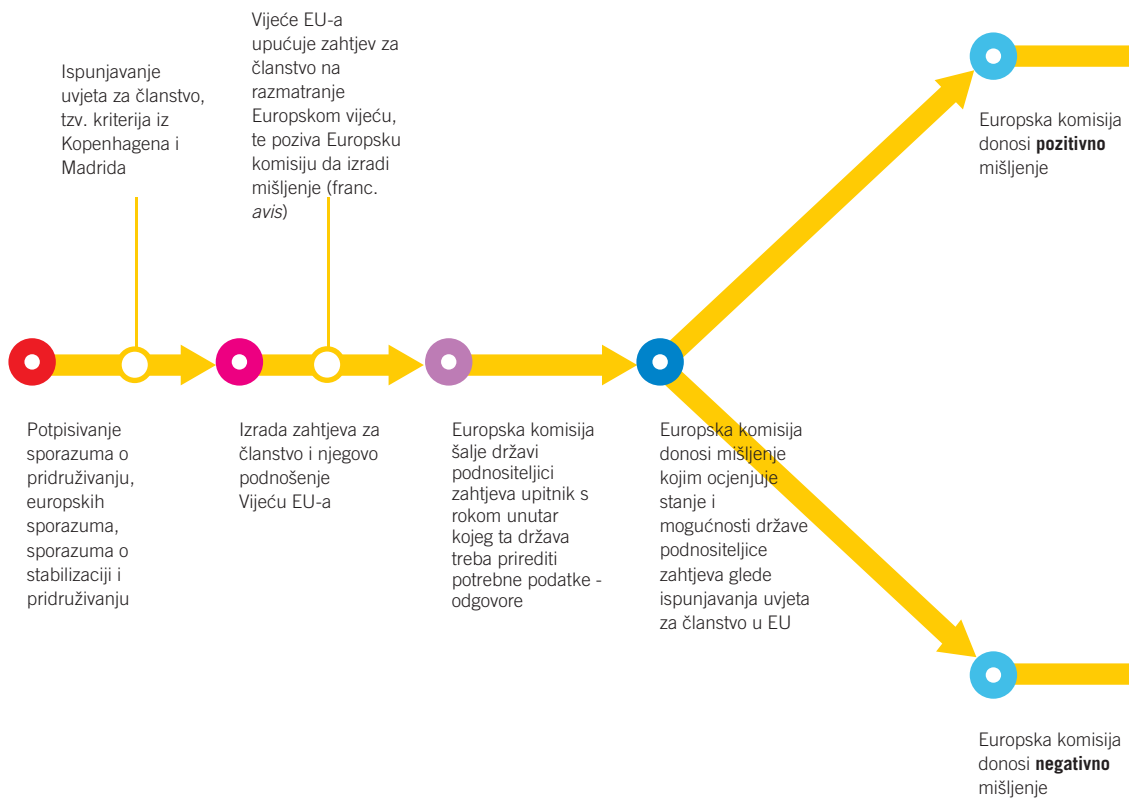 Ispunjavanje
uvjeta za članstvo,
tzv. kriterija iz
Kopenhagena i
Madrida
Vijeće EU-a
upućuje zahtjev za
članstvo na
razmatranje
Europskom vijeću,
te poziva Europsku
komisiju da izradi
mišljenje (franc.
avis)
Europska komisija
donosi pozitivno
mišljenje
Potpisivanje
sporazuma o
pridruživanju,
europskih
sporazuma,
sporazuma o
stabilizaciji i
pridruživanju
Izrada zahtjeva za
članstvo i njegovo
podnošenje
Vijeću EU-a
Europska komisija
šalje državi
podnositeljici
zahtjeva upitnik s
rokom unutar
kojeg ta država
treba prirediti
potrebne podatke -
odgovore
Europska komisija
donosi mišljenje
kojim ocjenjuje
stanje i
mogućnosti države
podnositeljice
zahtjeva glede
ispunjavanja uvjeta
za članstvo u EU
Europska komisija
donosi negativno
mišljenje